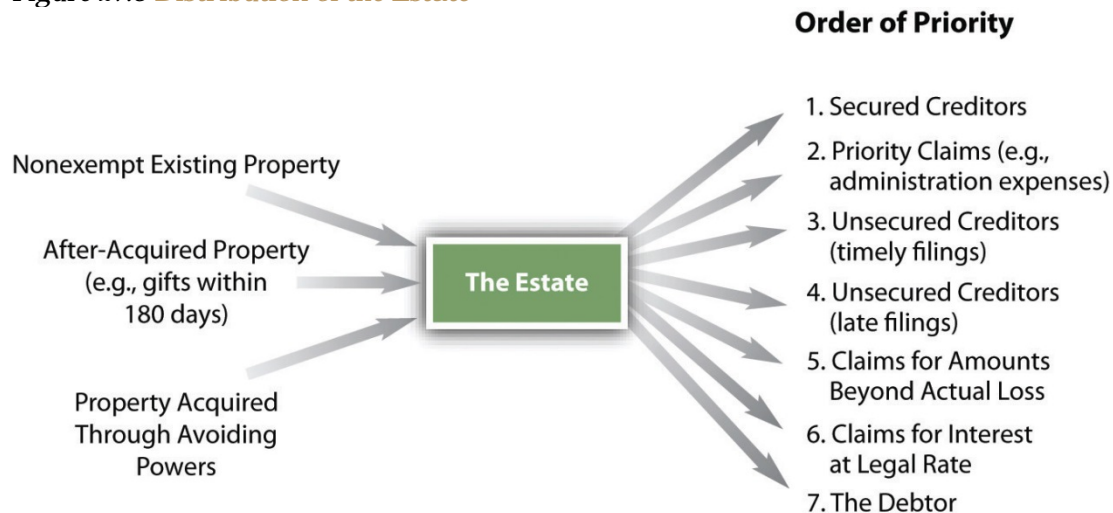 Figure 27.3 Distribution of the Estate
Order of Priority
Nonexempt Existing Property
After-Acquired Property
(e.g., gifts within
180 days)
Property Acquired
Through Avoiding
Powers
The Estate
1. Secured Creditors
2. Priority Claims (e.g.,
administration expenses)
3. Unsecured Creditors
(timely filings)
4. Unsecured Creditors
(late filings)
5. Claims for Amounts
Beyond Actual Loss
6. Claims for Interest
at Legal Rate
7. The Debtor